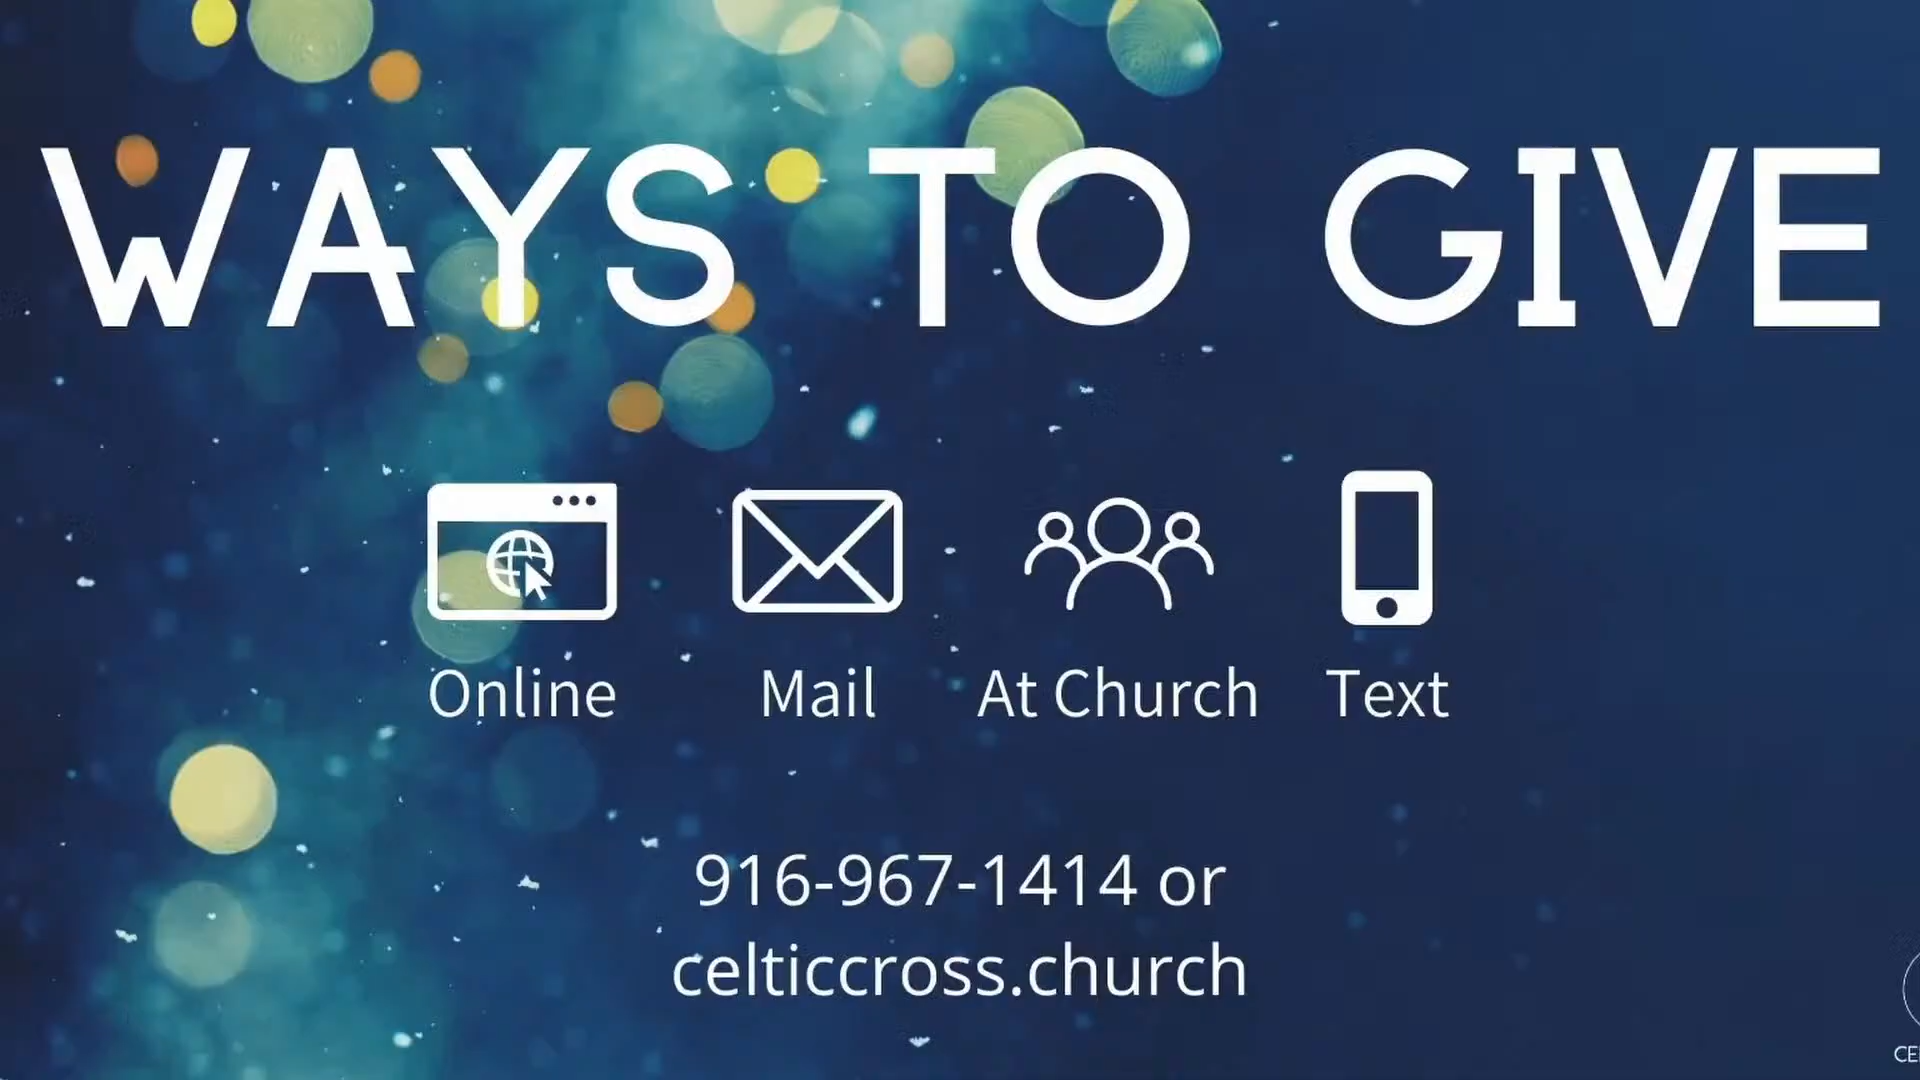 WAYS TO GIVE
Online
Mail
At Church
Text
916-967-1414 or
celticcross.church